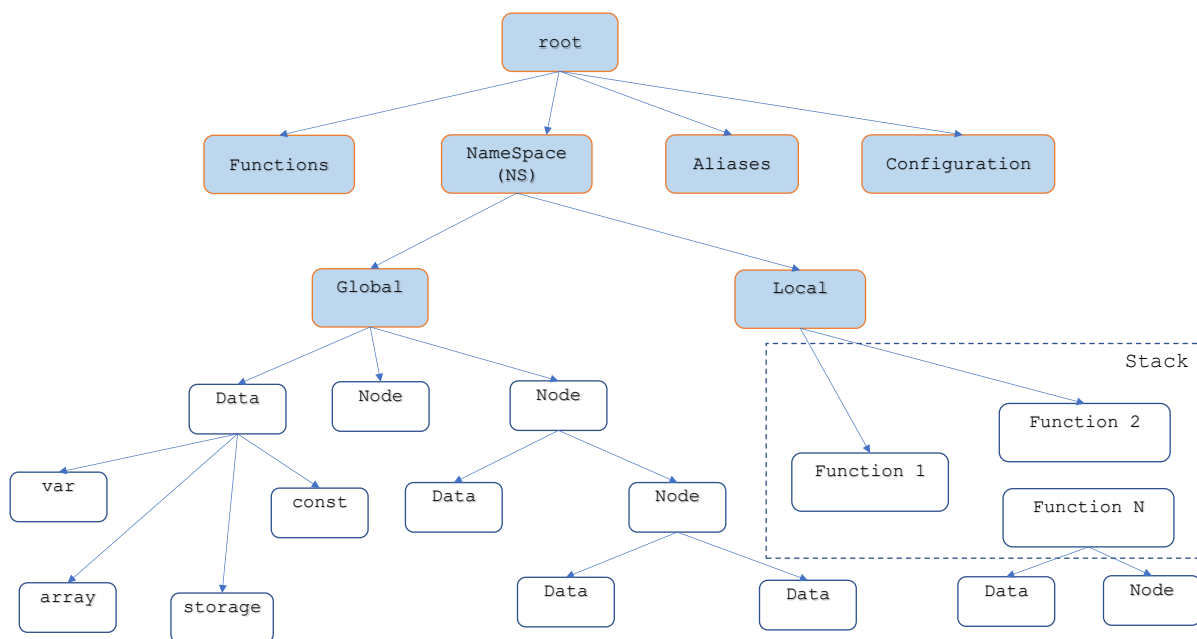 root
Functions
NameSpace
(NS)
Aliases
Configuration
Global
Local
Stack
Data
Node
Node
Function 2
Function 1
var
const
Data
Node
Function N
array
storage
Data
Data
Data
Node